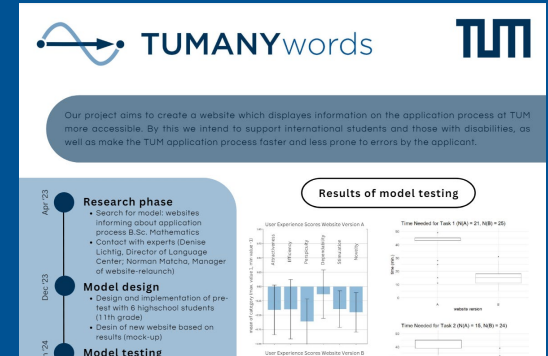 TUMANYwords
TUM
Our project aims to create a website which displayes information on the application process at TUM
more accessible. By this we intend to support international students and those with disabilities, as
well as make the TUM application process faster and less prone to errors by the applicant.
Apr '23
Research phase
• Search for model: websites
informing about application
process B.Sc. Mathematics
• Contact with experts (Denise
Lichtig, Director of Language
Center; Norman Matcha, Manager
of website-relaunch)
Dec '23
Model design
• Design and implementation of pre-
test with 6 highschool students
(11th grade)
• Desin of new website based on
results (mock-up)
Model testing
Results of model testing
User Experience Scores Website Version A
Attractiveness
Efficiency
Perspicuity
Dependability
Stimulation
Novelty
User Experience Scores Website Version B
Time Needed for Task 1 (N(A) = 21, N(B) = 25)
time (min.)
A
B
website version
Time Needed for Task 2 (N(A) = 18, N(B) = 24)